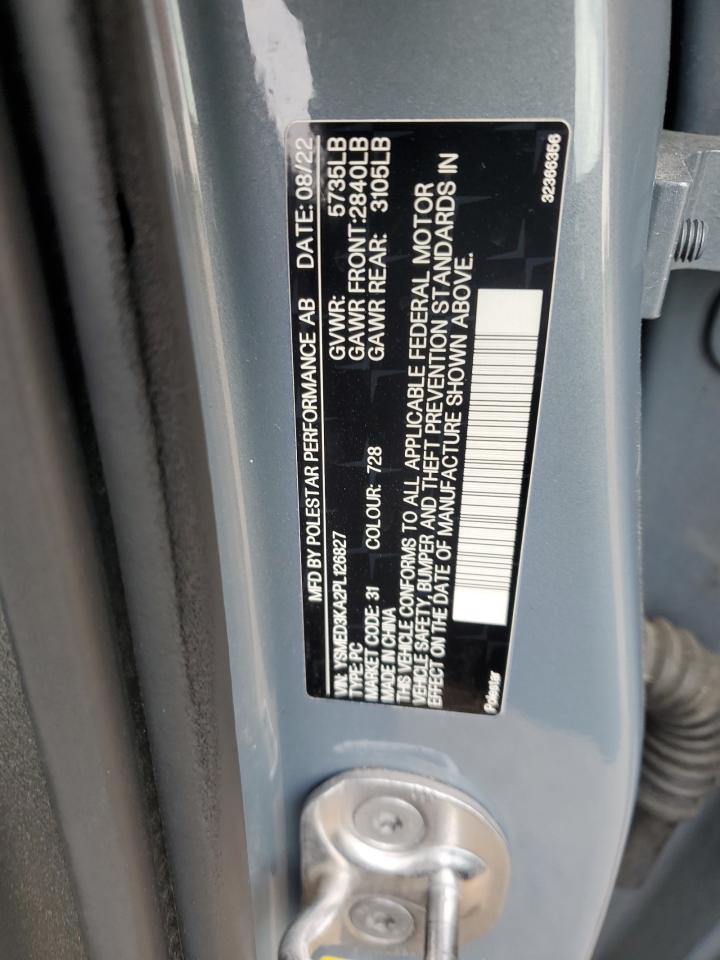 MFD BY POLESTAR PERFORMANCE AB DATE: 08/22
VIN: YSMED3KA2PL126827 GVWR: 5735LB
TYPE: PC GAWR FRONT:2840LB
MARKET CODE: 31 COLOUR: 728 GAWR REAR: 3105LB
MADE IN CHINA
THIS VEHICLE CONFORMS TO ALL APPLICABLE FEDERAL MOTOR
VEHICLE SAFETY, BUMPER AND THEFT PREVENTION STANDARDS IN
EFFECT ON THE DATE OF MANUFACTURE SHOWN ABOVE.
Polestar 32366356